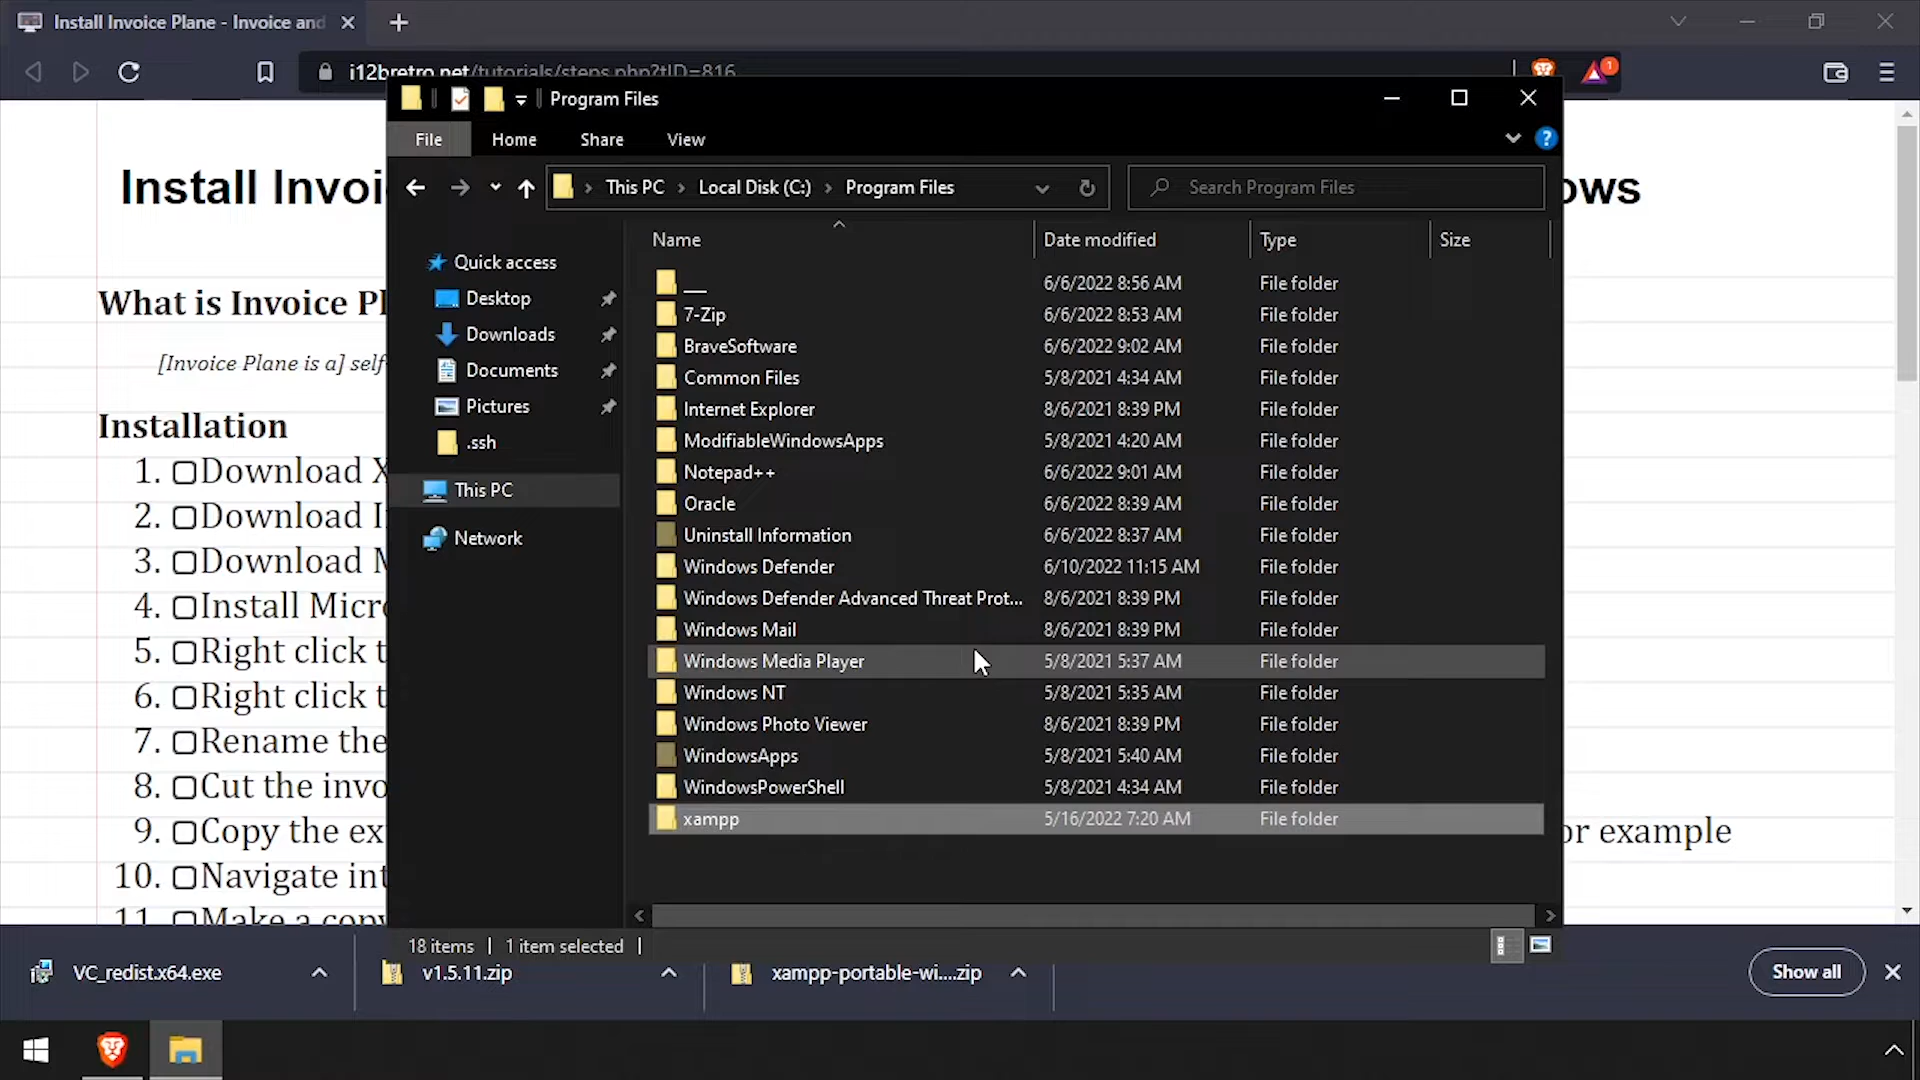 Install Invoice Plane - Invoice and
i12bretro.net/tutorials/steps.php?tID=816
1
Program Files
File Home Share View
This PC Local Disk (C:) Program Files
Search Program Files
Install Invoi
ows
Name Date modified Type Size
Quick access
Desktop
Downloads
Documents
Pictures
.ssh
This PC
Network
__ 6/6/2022 8:56 AM File folder
7-Zip 6/6/2022 8:53 AM File folder
BraveSoftware 6/6/2022 9:02 AM File folder
Common Files 5/8/2021 4:34 AM File folder
Internet Explorer 8/6/2021 8:39 PM File folder
ModifiableWindowsApps 5/8/2021 4:20 AM File folder
Notepad++ 6/6/2022 9:01 AM File folder
Oracle 6/6/2022 8:39 AM File folder
Uninstall Information 6/6/2022 8:37 AM File folder
Windows Defender 6/10/2022 11:15 AM File folder
Windows Defender Advanced Threat Prot... 8/6/2021 8:39 PM File folder
Windows Mail 8/6/2021 8:39 PM File folder
Windows Media Player 5/8/2021 5:37 AM File folder
Windows NT 5/8/2021 5:35 AM File folder
Windows Photo Viewer 8/6/2021 8:39 PM File folder
WindowsApps 5/8/2021 5:40 AM File folder
WindowsPowerShell 5/8/2021 4:34 AM File folder
xampp 5/16/2022 7:20 AM File folder
18 items 1 item selected
What is Invoice Pl
[Invoice Plane is a] self-
Installation
1. Download X
2. Download I
3. Download M
4. Install Micro
5. Right click t
6. Right click t
7. Rename the
8. Cut the invo
9. Copy the ex
or example
10. Navigate int
11. Make a copy
VC_redist.x64.exe
v1.5.11.zip
xampp-portable-wi....zip
Show all